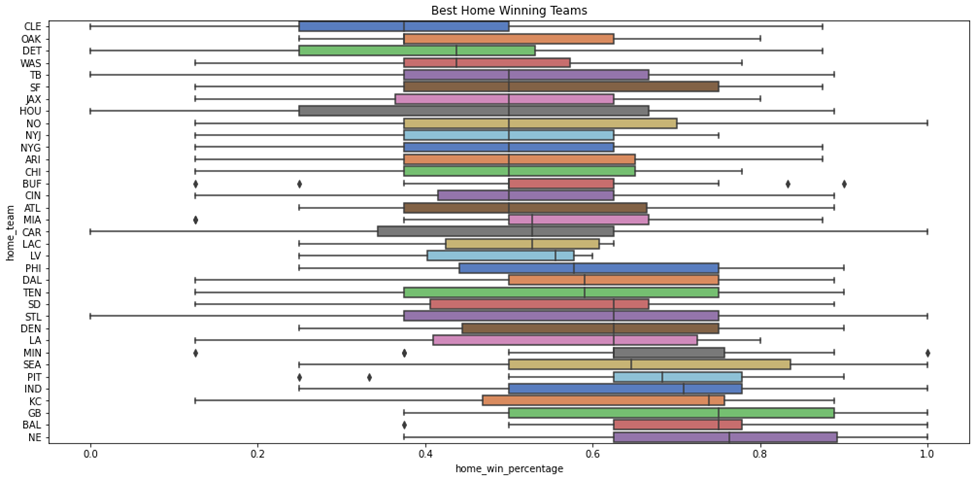 Best Home Winning Teams
home_team
CLE
OAK
DET
WAS
TB
SF
JAX
HOU
NO
NYJ
NYG
ARI
CHI
BUF
CIN
ATL
MIA
CAR
LAC
LV
PHI
DAL
TEN
SD
STL
DEN
LA
MIN
SEA
PIT
IND
KC
GB
BAL
NE
0.0 0.2 0.4 0.6 0.8 1.0
home_win_percentage